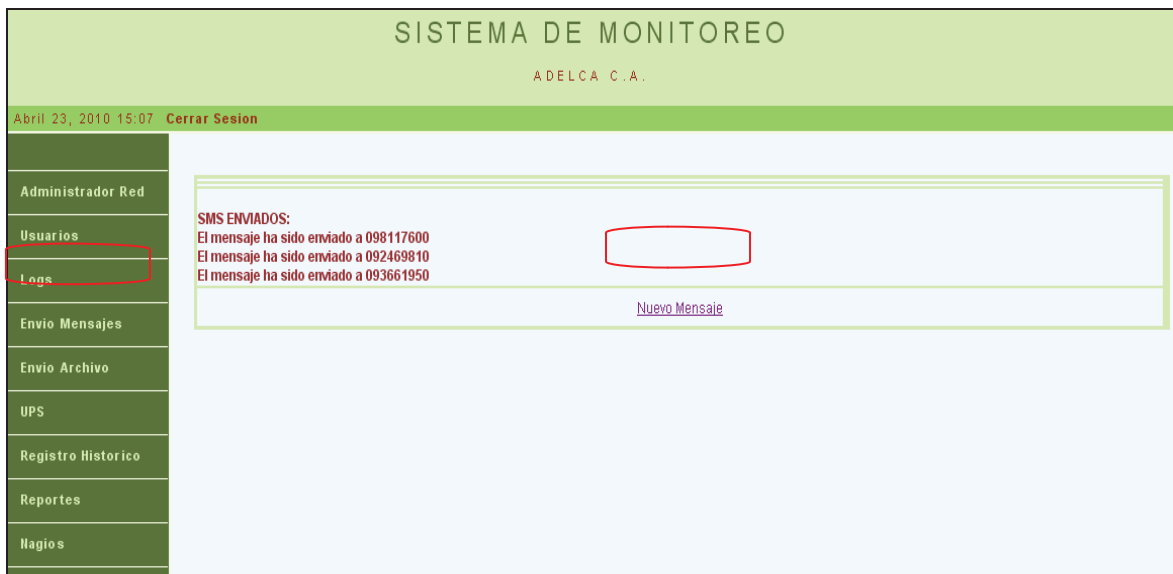 SISTEMA DE MONITOREO
ADELCA C.A.
Abril 23, 2010 15:07 Cerrar Sesion
Administrador Red
Usuarios
Logs
Envio Mensajes
Envio Archivo
UPS
Registro Historico
Reportes
Nagios
SMS ENVIADOS:
El mensaje ha sido enviado a 098117600
El mensaje ha sido enviado a 092469810
El mensaje ha sido enviado a 093661950
Nuevo Mensaje